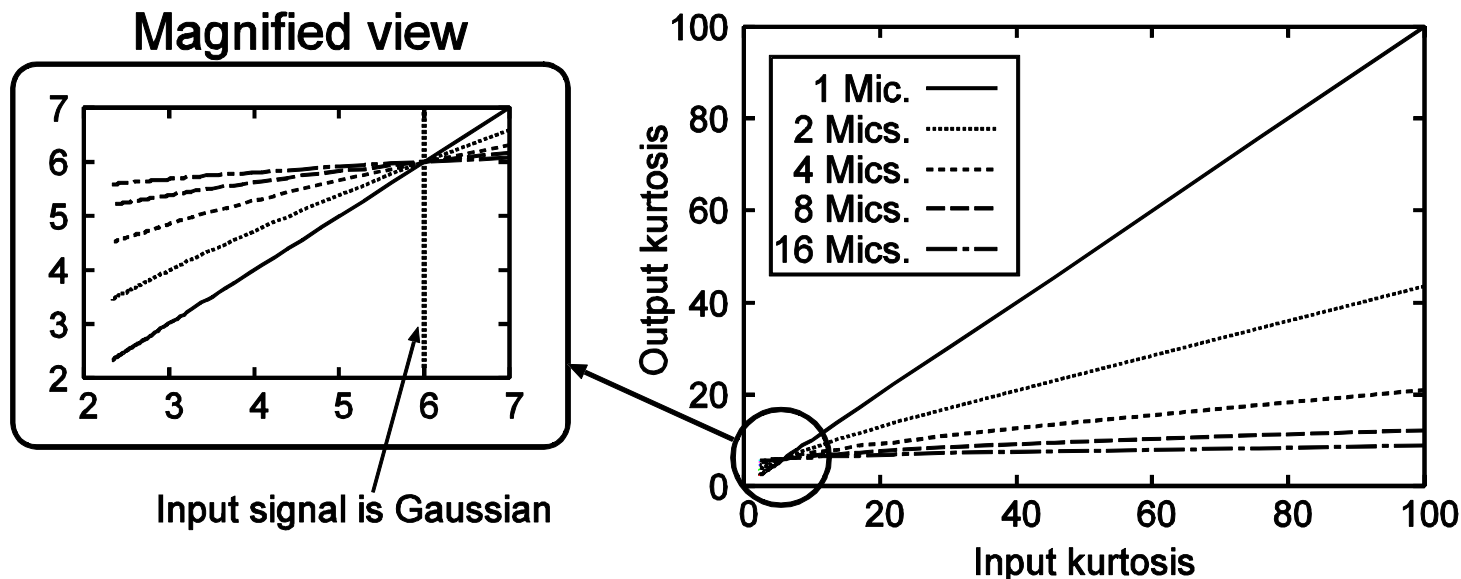 Magnified view
7
6
5
4
3
2
2 3 4 5 6 7
Input signal is Gaussian
100
80
60
40
20
0
0 20 40 60 80 100
Output kurtosis
Input kurtosis
1 Mic.
2 Mics.
4 Mics.
8 Mics.
16 Mics.